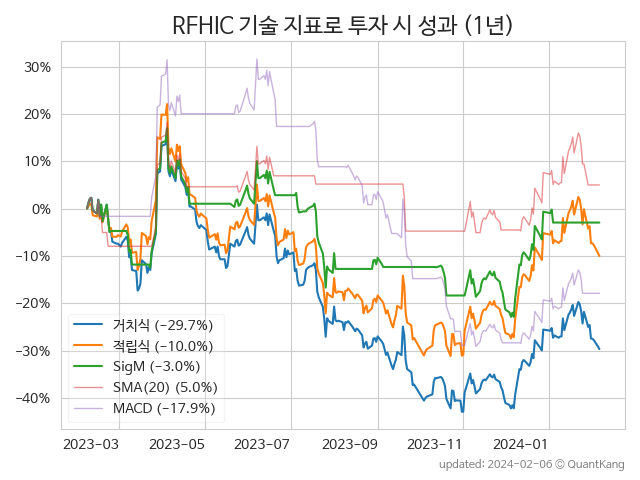 RFHIC 기술 지표로 투자 시 성과 (1년)
30%
20%
10%
0%
−10%
−20%
−30%
−40%
거치식 (−29.7%)
적립식 (−10.0%)
SigM (−3.0%)
SMA(20) (5.0%)
MACD (−17.9%)
2023−03 2023−05 2023−07 2023−09 2023−11 2024−01
updated: 2024−02−06 © QuantKang